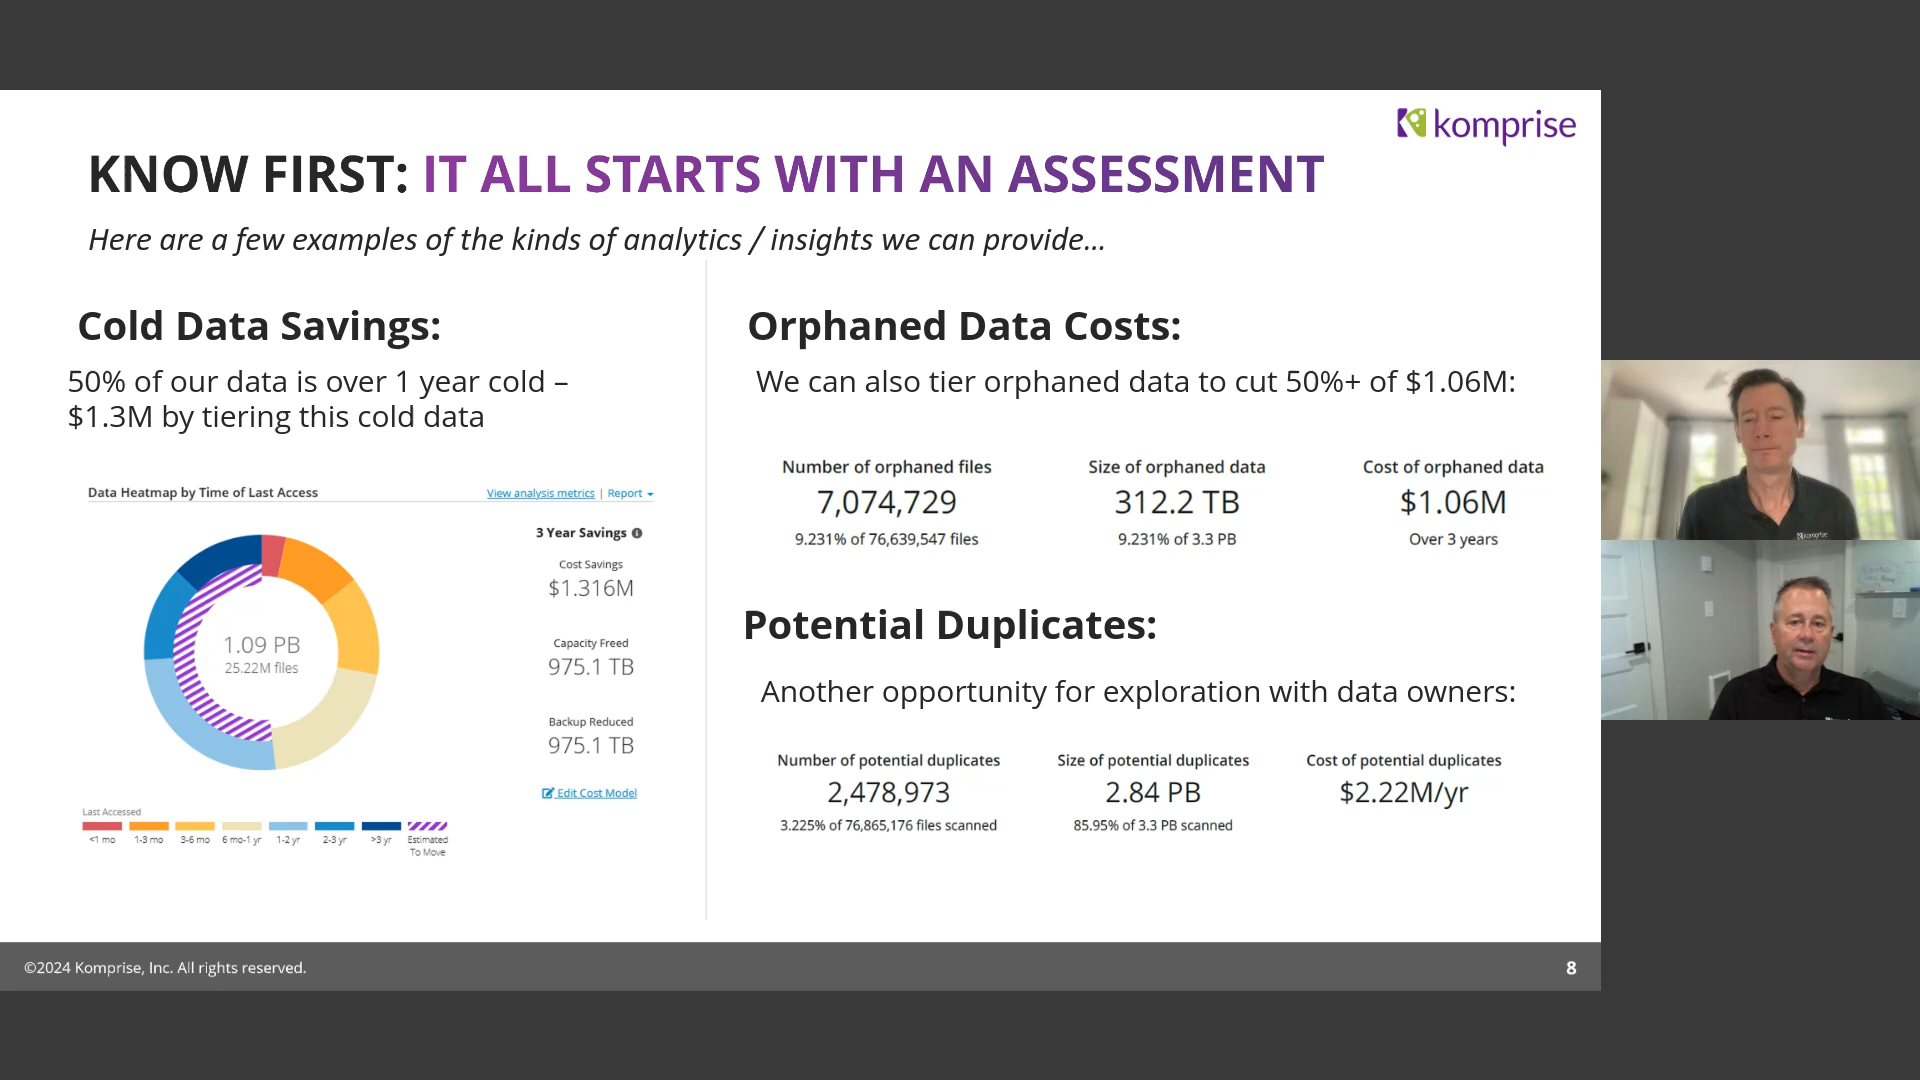 komprise
KNOW FIRST: IT ALL STARTS WITH AN ASSESSMENT
Here are a few examples of the kinds of analytics / insights we can provide...
Cold Data Savings:
50% of our data is over 1 year cold –
$1.3M by tiering this cold data
Data Heatmap by Time of Last Access
View analysis metrics | Report
3 Year Savings
Cost Savings
$1.316M
Capacity Freed
975.1 TB
Backup Reduced
975.1 TB
Edit Cost Model
1.09 PB
25.22M files
Last Accessed
<1 mo 1-3 mo 3-6 mo 6 mo-1 yr 1-2 yr 2-3 yr >3 yr Estimated
To Move
Orphaned Data Costs:
We can also tier orphaned data to cut 50%+ of $1.06M:
Number of orphaned files Size of orphaned data Cost of orphaned data
7,074,729 312.2 TB $1.06M
9.231% of 76,639,547 files 9.231% of 3.3 PB Over 3 years
Potential Duplicates:
Another opportunity for exploration with data owners:
Number of potential duplicates Size of potential duplicates Cost of potential duplicates
2,478,973 2.84 PB $2.22M/yr
3.225% of 76,865,176 files scanned 85.95% of 3.3 PB scanned
©2024 Komprise, Inc. All rights reserved.
8
komprise